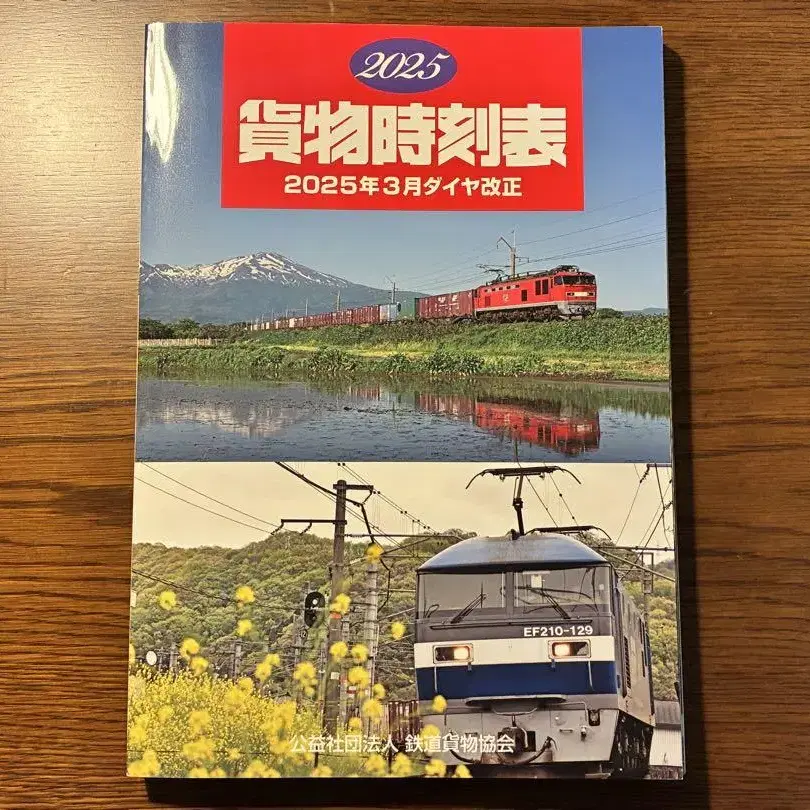 2025
貨物時刻表
2025年3月ダイヤ改正
EF210-129
公益社団法人 鉄道貨物協会